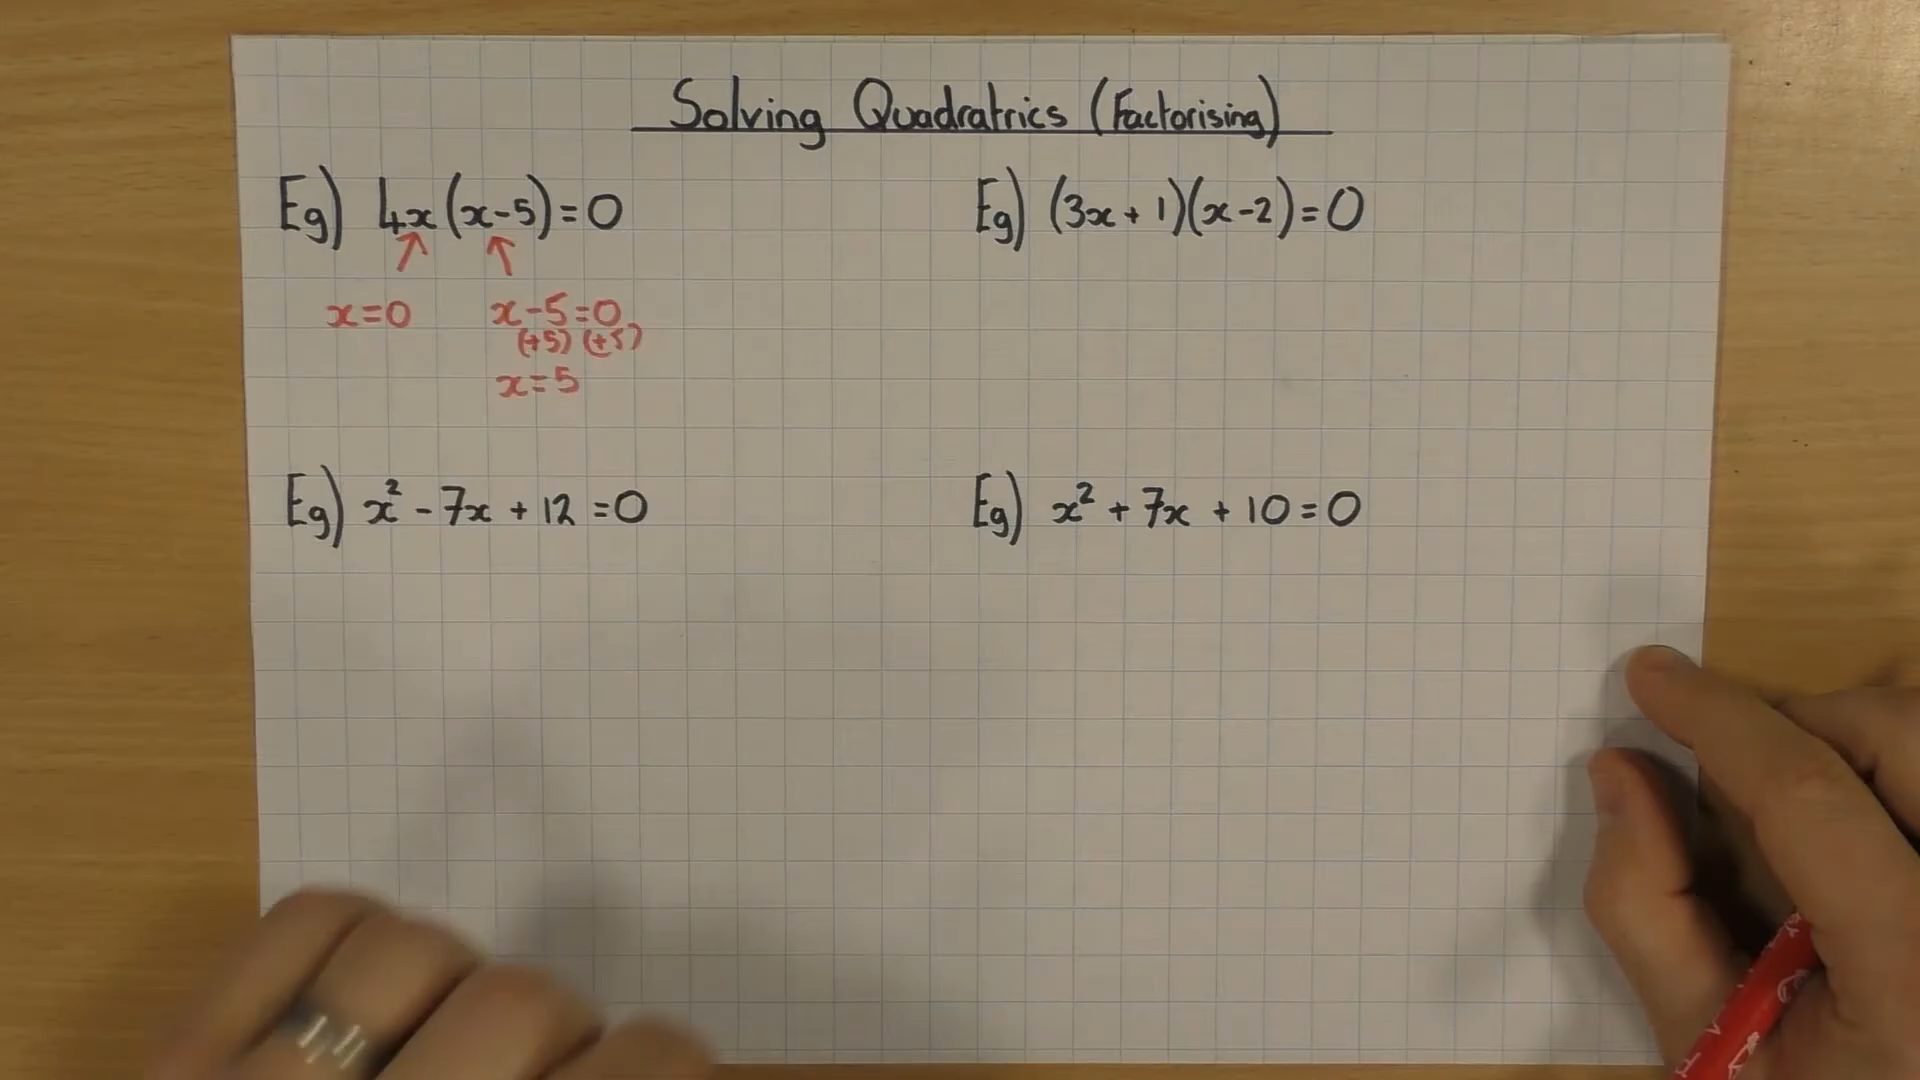 Solving Quadratrics (Factorising)
Eg) 4x(x-5)=0
x=0
x-5=0
(+5) (+5)
x=5
Eg) (3x+1)(x-2)=0
Eg) x² - 7x + 12 = 0
Eg) x² + 7x + 10 = 0